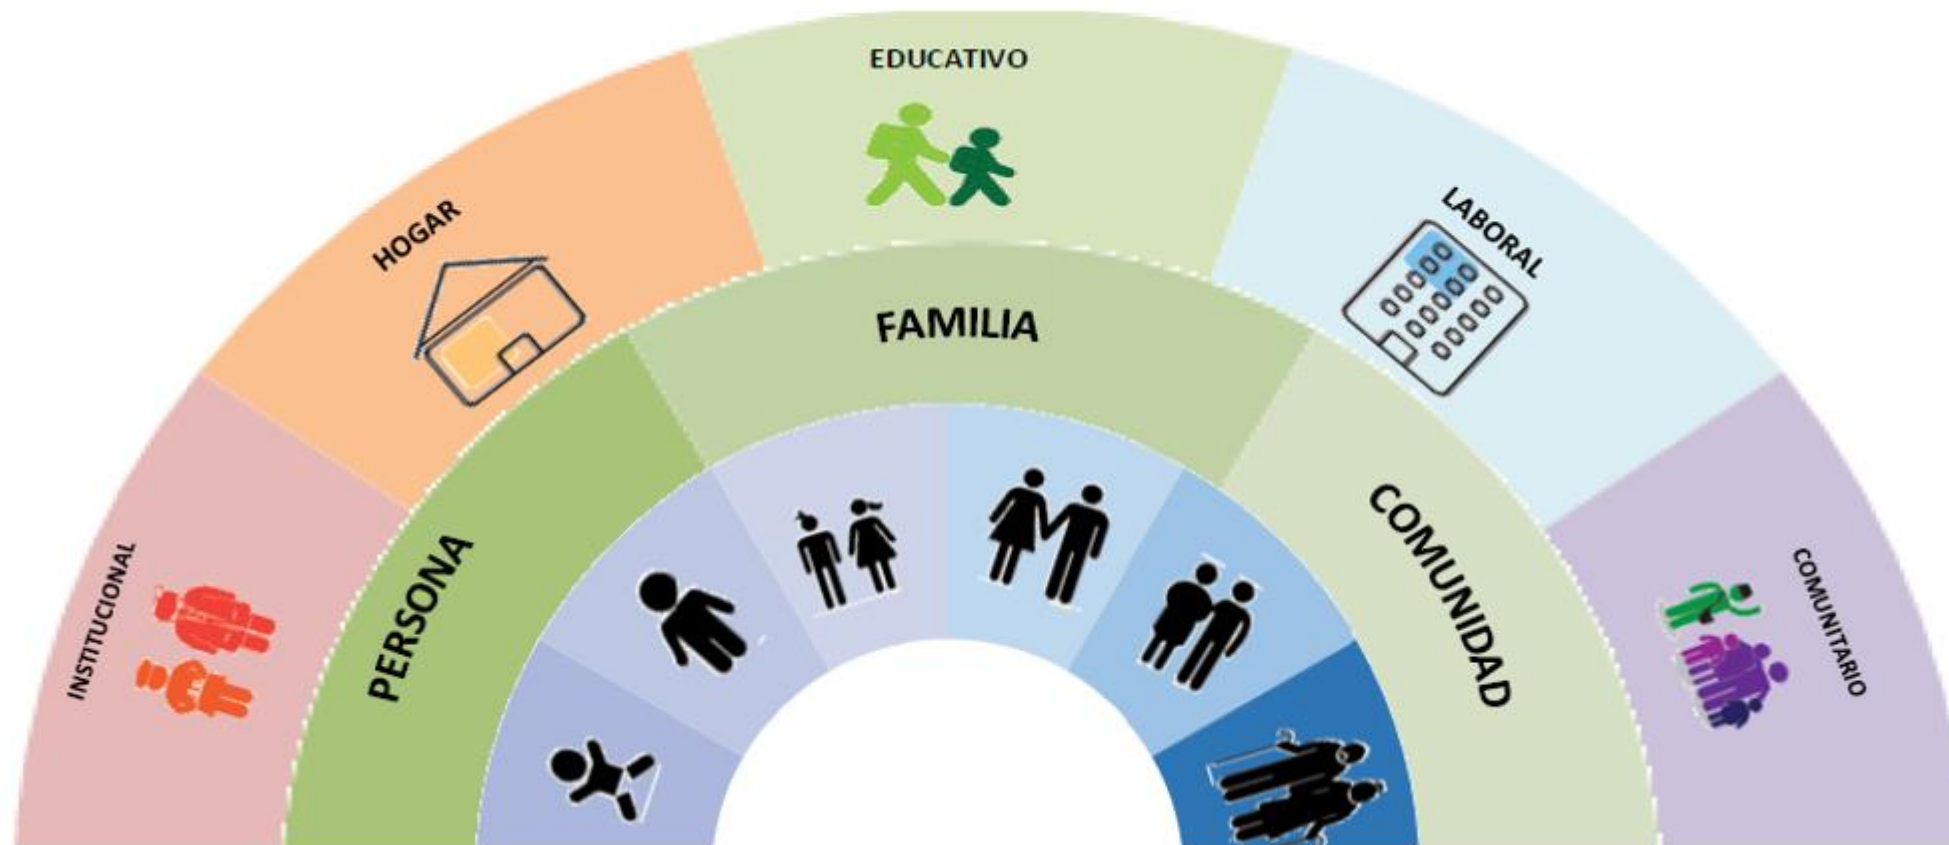 EDUCATIVO
HOGAR
LABORAL
FAMILIA
PERSONA
COMUNIDAD
INSTITUCIONAL
COMUNITARIO